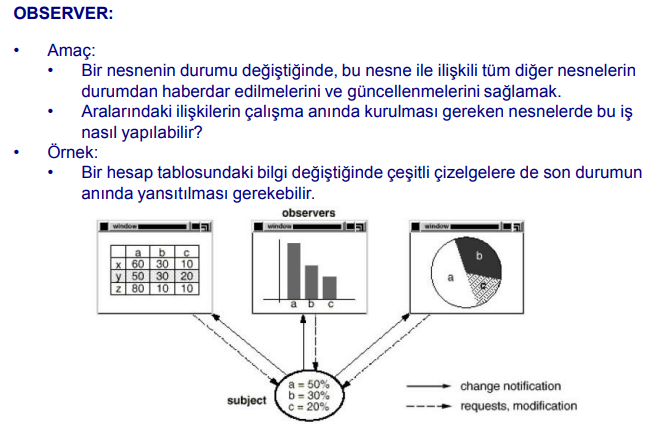 OBSERVER:
• Amaç:
• Bir nesnenin durumu değiştiğinde, bu nesne ile ilişkili tüm diğer nesnelerin
durumdan haberdar edilmelerini ve güncellenmelerini sağlamak.
• Aralarındaki ilişkilerin çalışma anında kurulması gereken nesnelerde bu iş
nasıl yapılabilir?
• Örnek:
• Bir hesap tablosundaki bilgi değiştiğinde çeşitli çizelgelere de son durumun
anında yansıtılması gerekebilir.
observers
window
a b c
x 60 30 10
y 50 30 20
z 80 10 10
window
a b c
window
a
b
c
subject
a = 50%
b = 30%
c = 20%
change notification
requests, modification